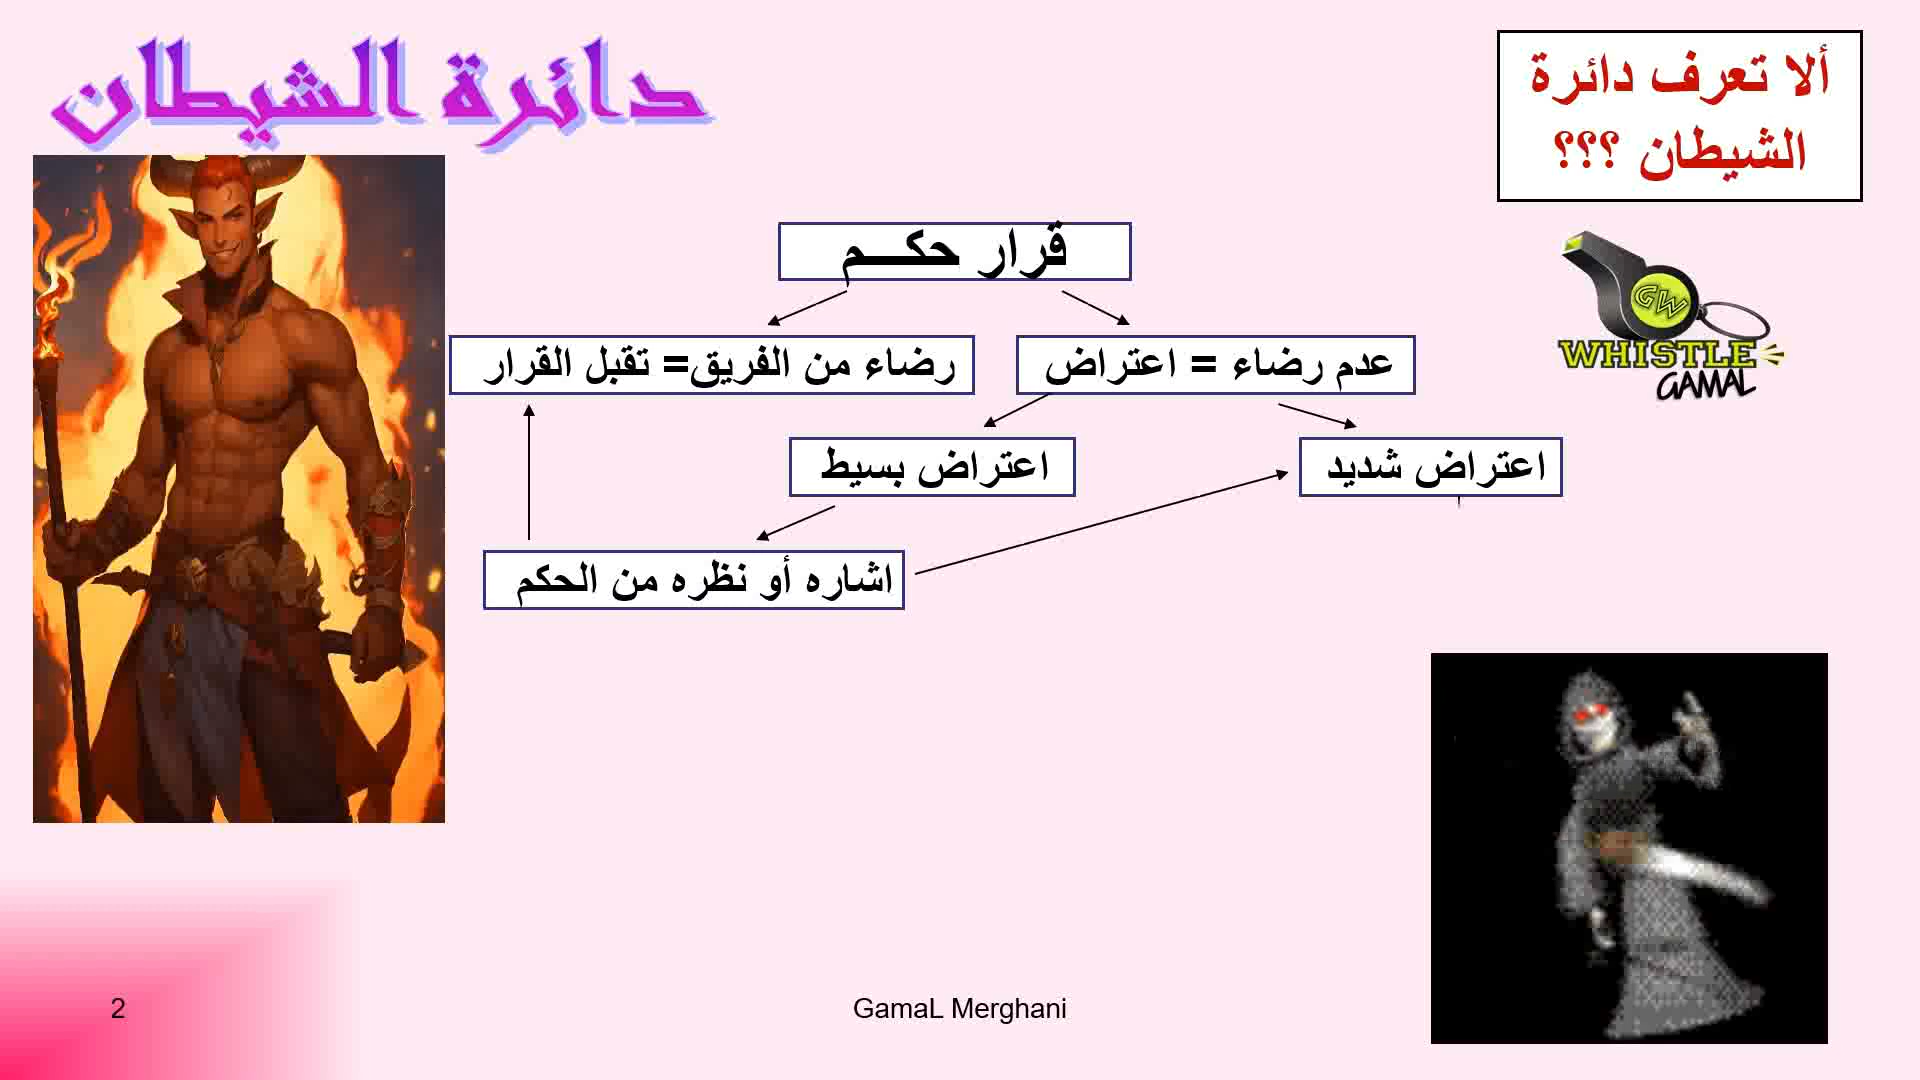 دائرة الشيطان
ألا تعرف دائرة
الشيطان ؟؟؟
قرار حكـــم
عدم رضاء = اعتراض
رضاء من الفريق= تقبل القرار
اعتراض شديد
اعتراض بسيط
اشاره أو نظره من الحكم
GW
WHISTLE
GAMAL
2
GamaL Merghani